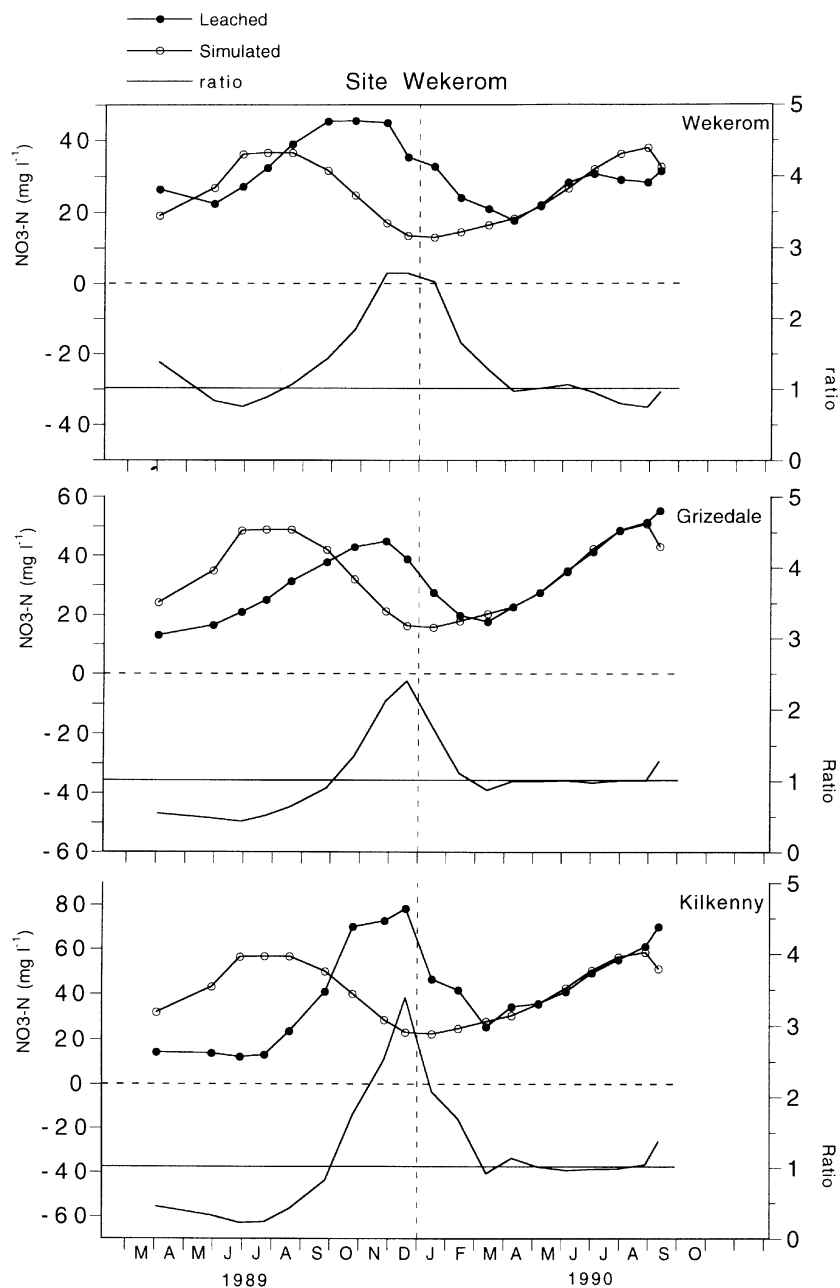 Leached
Simulated
ratio
Site Wekerom
Wekerom
NO3-N (mg l-1)
40
20
0
-20
-40
5
4
3
2
1
0
ratio
Grizedale
NO3-N (mg l-1)
60
40
20
0
-20
-40
-60
5
4
3
2
1
0
Ratio
Kilkenny
NO3-N (mg l-1)
80
60
40
20
0
-20
-40
-60
5
4
3
2
1
0
Ratio
M A M J J A S O N D J F M A M J J A S O
1989 1990